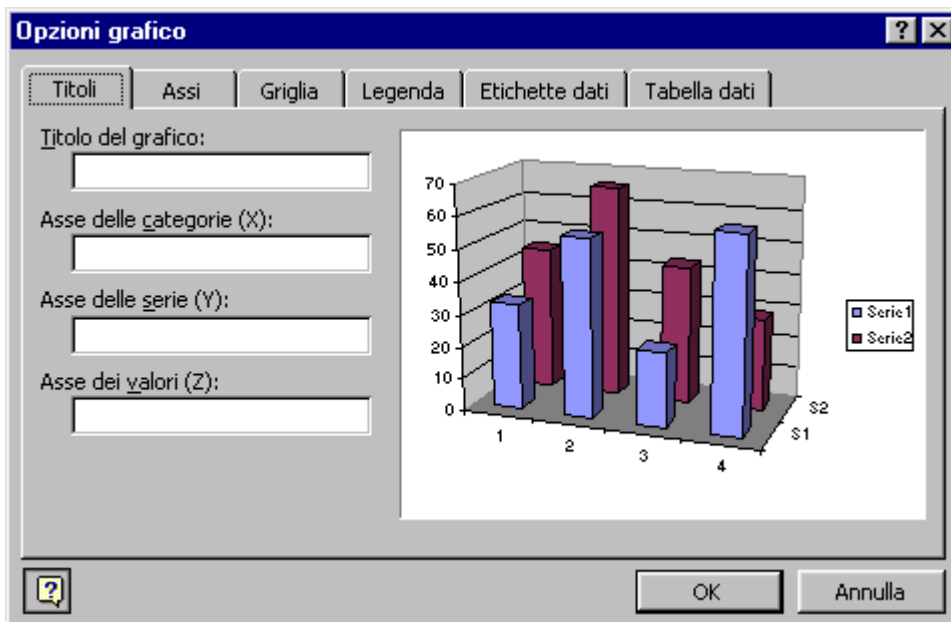 Opzioni grafico
Titoli Assi Griglia Legenda Etichette dati Tabella dati
Titolo del grafico:
Asse delle categorie (X):
Asse delle serie (Y):
Asse dei valori (Z):
70
60
50
40
30
20
10
0
1 2 3 4
S1
S2
Serie1
Serie2
?
OK Annulla